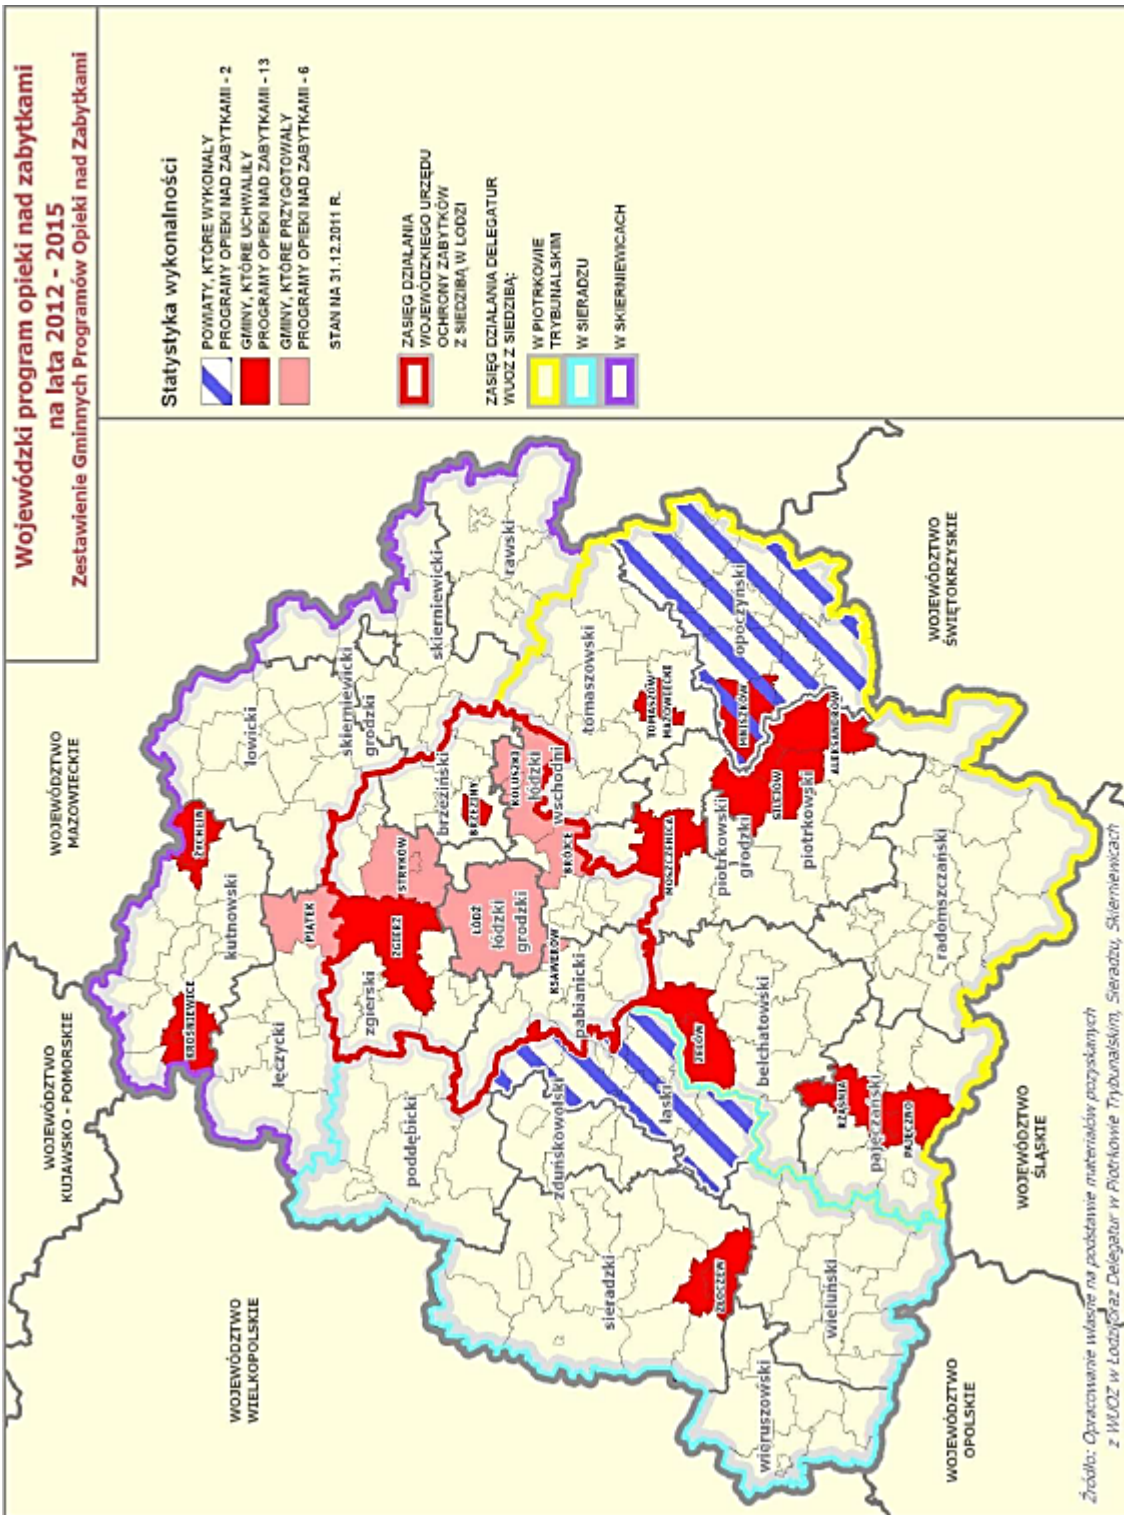 Wojewódzki program opieki nad zabytkami
na lata 2012 - 2015
Zestawienie Gminnych Programów Opieki nad Zabytkami
Statystyka wykonalności
POWIATY, KTÓRE WYKONAŁY
PROGRAMY OPIEKI NAD ZABYTKAMI - 2
GMINY, KTÓRE UCHWALIŁY
PROGRAMY OPIEKI NAD ZABYTKAMI - 13
GMINY, KTÓRE PRZYGOTOWAŁY
PROGRAMY OPIEKI NAD ZABYTKAMI - 6
STAN NA 31.12.2011 R.
ZASIĘG DZIAŁANIA
WOJEWÓDZKIEGO URZĘDU
OCHRONY ZABYTKÓW
Z SIEDZIBĄ W ŁODZI
ZASIĘG DZIAŁANIA DELEGATUR
WUOZ Z SIEDZIBĄ:
W PIOTRKOWIE
TRYBUNALSKIM
W SIERADZU
W SKIERNIEWICACH
WOJEWÓDZTWO
KUJAWSKO - POMORSKIE
WOJEWÓDZTWO
MAZOWIECKIE
WOJEWÓDZTWO
WIELKOPOLSKIE
WOJEWÓDZTWO
ŚWIĘTOKRZYSKIE
WOJEWÓDZTWO
ŚLĄSKIE
WOJEWÓDZTWO
OPOLSKIE
KROŚNIEWICE
ŻYCHLIN
kutnowski
łowicki
łęczycki
PIĄTEK
skierniewicki
grodzki
skierniewicki
rawski
zgierski
ZGIERZ
STRYKÓW
brzeziński
BRZEZINY
poddębicki
ŁÓDŹ
łódzki
grodzki
KOLUSZKI
łódzki
wschodni
BRÓJCE
KSAWERÓW
pabianicki
zduńskowolski
łaski
sieradzki
ZŁOCZEW
tomaszowski
TOMASZÓW
MAZOWIECKI
opoczyński
MNISZKÓW
MOSZCZENICA
piotrkowski
grodzki
SULEJÓW
piotrkowski
ALEKSANDRÓW
ZELÓW
bełchatowski
RZĄŚNIA
pajęczański
PAJĘCZNO
radomszczański
wieruszowski
wieluński
Źródło: Opracowanie własne na podstawie materiałów pozyskanych
z WUOZ w Łodzi oraz Delegatur w Piotrkowie Trybunalskim, Sieradzu, Skierniewicach